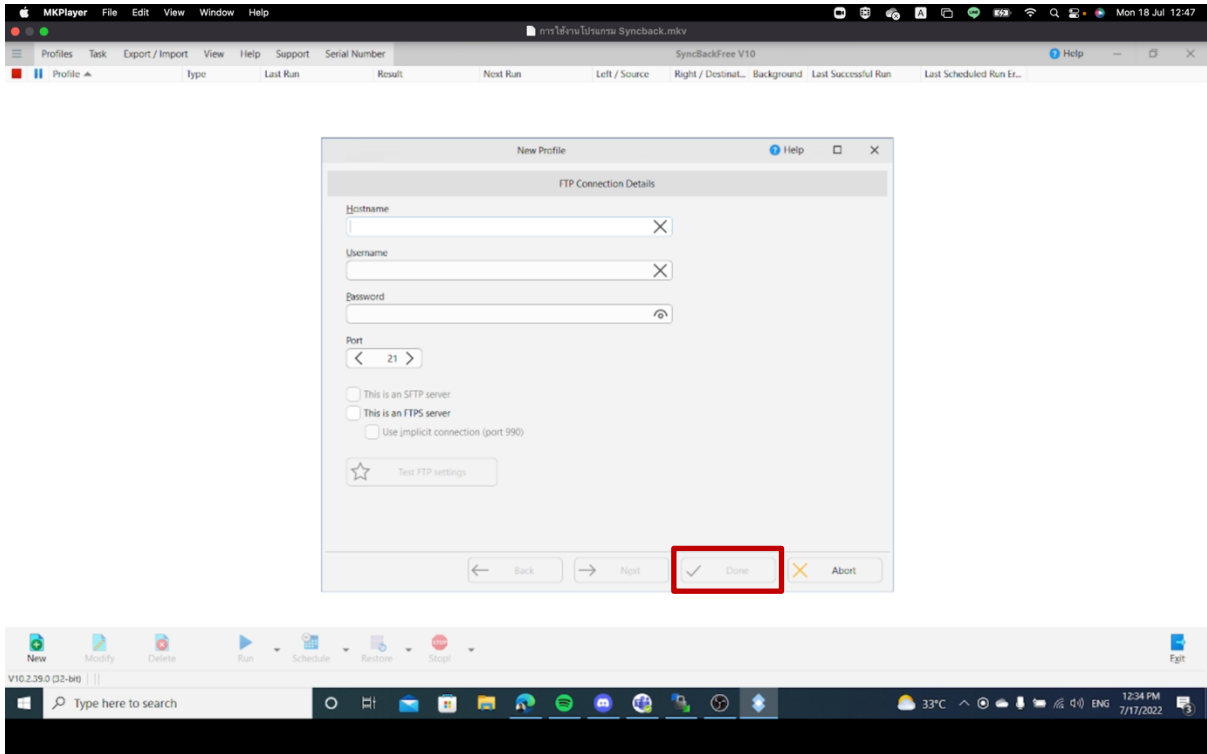 MKPlayer File Edit View Window Help A Mon 18 Jul 12:47
การใช้งานโปรแกรม Syncback.mkv
Profiles Task Export / Import View Help Support Serial Number SyncBackFree V10 ? Help
Profile Type Last Run Result Next Run Left / Source Right / Destinat... Background Last Successful Run Last Scheduled Run Er...
New Profile ? Help
FTP Connection Details
Hostname
Username
Password
Port
21
This is an SFTP server
This is an FTPS server
Use implicit connection (port 990)
Test FTP settings
Back Next Done Abort
STOP
New Modify Delete Run Schedule Restore Stop! Exit
V10.2.39.0 (32-bit)
Type here to search 33°C ENG 12:34 PM
7/17/2022 3